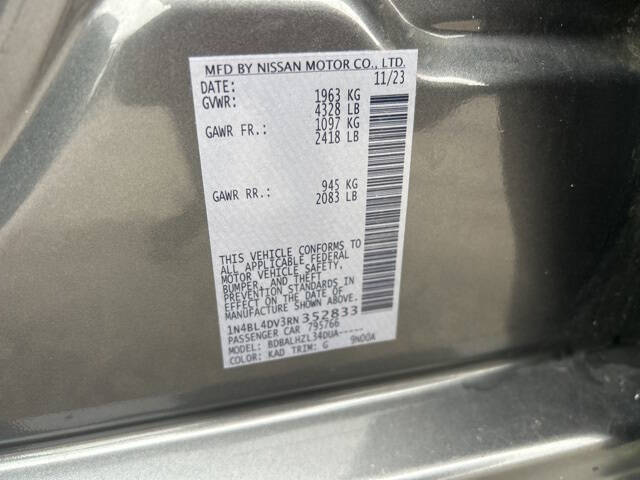 MFD BY NISSAN MOTOR CO., LTD.
DATE: 11/23
GVWR: 1963 KG
4328 LB
GAWR FR.: 1097 KG
2418 LB
GAWR RR.: 945 KG
2083 LB
THIS VEHICLE CONFORMS TO
ALL APPLICABLE FEDERAL
MOTOR VEHICLE SAFETY,
BUMPER, AND THEFT
PREVENTION STANDARDS IN
EFFECT ON THE DATE OF
MANUFACTURE SHOWN ABOVE.
1N4BL4DV3RN352833
PASSENGER CAR 795766
MODEL: BDBALHZL34DUA-----
COLOR: KAD TRIM: G 9NOOA